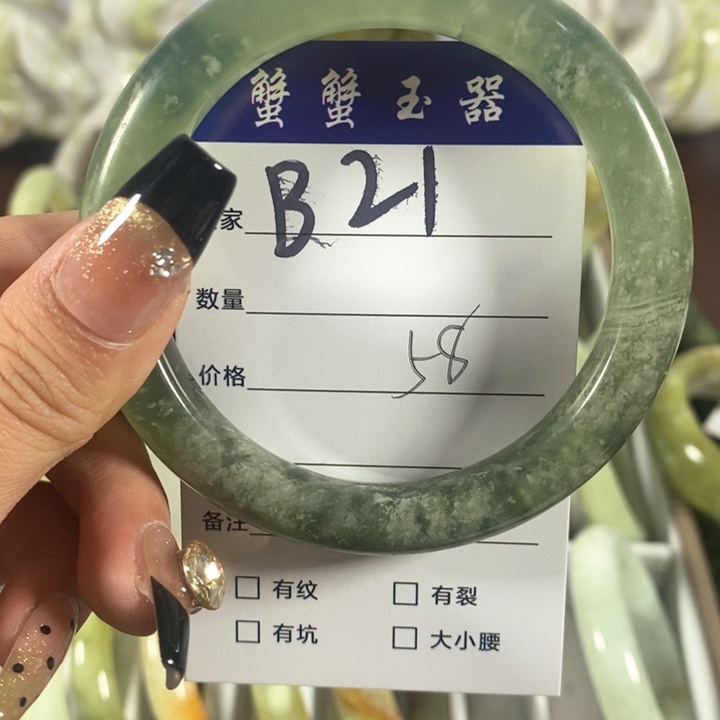 蟹蟹玉器
家 B21
数量
价格 58
备注
□ 有纹 □ 有裂
□ 有坑 □ 大小腰